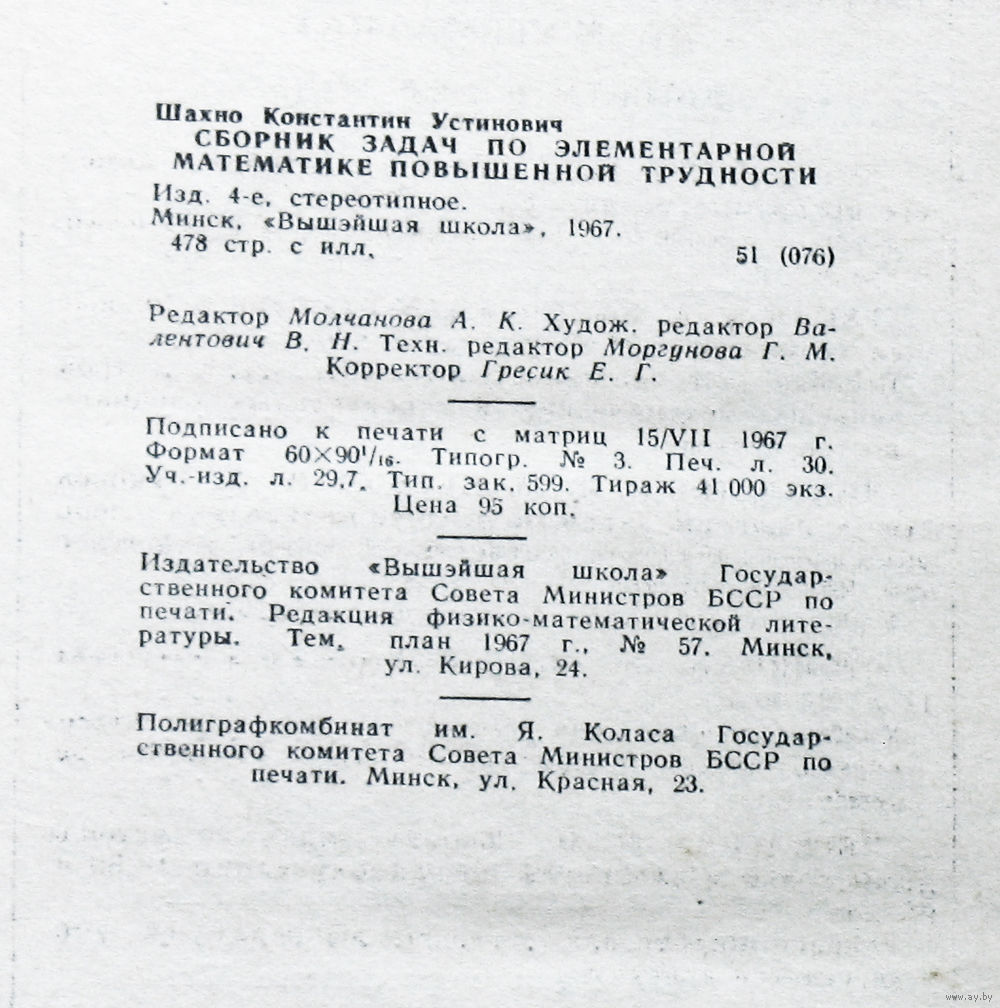 Шахно Константин Устинович
СБОРНИК ЗАДАЧ ПО ЭЛЕМЕНТАРНОЙ
МАТЕМАТИКЕ ПОВЫШЕННОЙ ТРУДНОСТИ
Изд. 4-е, стереотипное.
Минск, «Вышэйшая школа», 1967.
478 стр. с илл. 51 (076)
Редактор Молчанова А. К. Худож. редактор Ва-
лентович В. Н. Техн. редактор Моргунова Г. М.
Корректор Гресик Е. Г.
Подписано к печати с матриц 15/VII 1967 г.
Формат 60×90¹/₁₆. Типогр. № 3. Печ. л. 30.
Уч.-изд. л. 29,7. Тип. зак. 599. Тираж 41 000 экз.
Цена 95 коп.
Издательство «Вышэйшая школа» Государ-
ственного комитета Совета Министров БССР по
печати. Редакция физико-математической лите-
ратуры. Тем. план 1967 г., № 57. Минск,
ул. Кирова, 24.
Полиграфкомбинат им. Я. Коласа Государ-
ственного комитета Совета Министров БССР по
печати. Минск, ул. Красная, 23.
www.ay.by